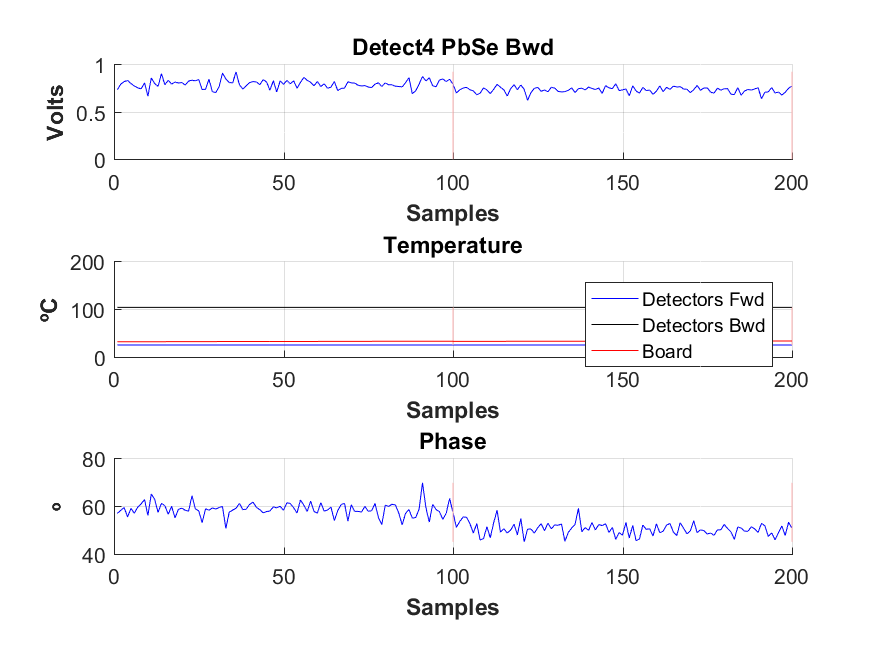 Detect4 PbSe Bwd
1
0.5
0
Volts
0 50 100 150 200
Samples
Temperature
200
100
0
ºC
Detectors Fwd
Detectors Bwd
Board
0 50 100 150 200
Samples
Phase
80
60
40
º
0 50 100 150 200
Samples